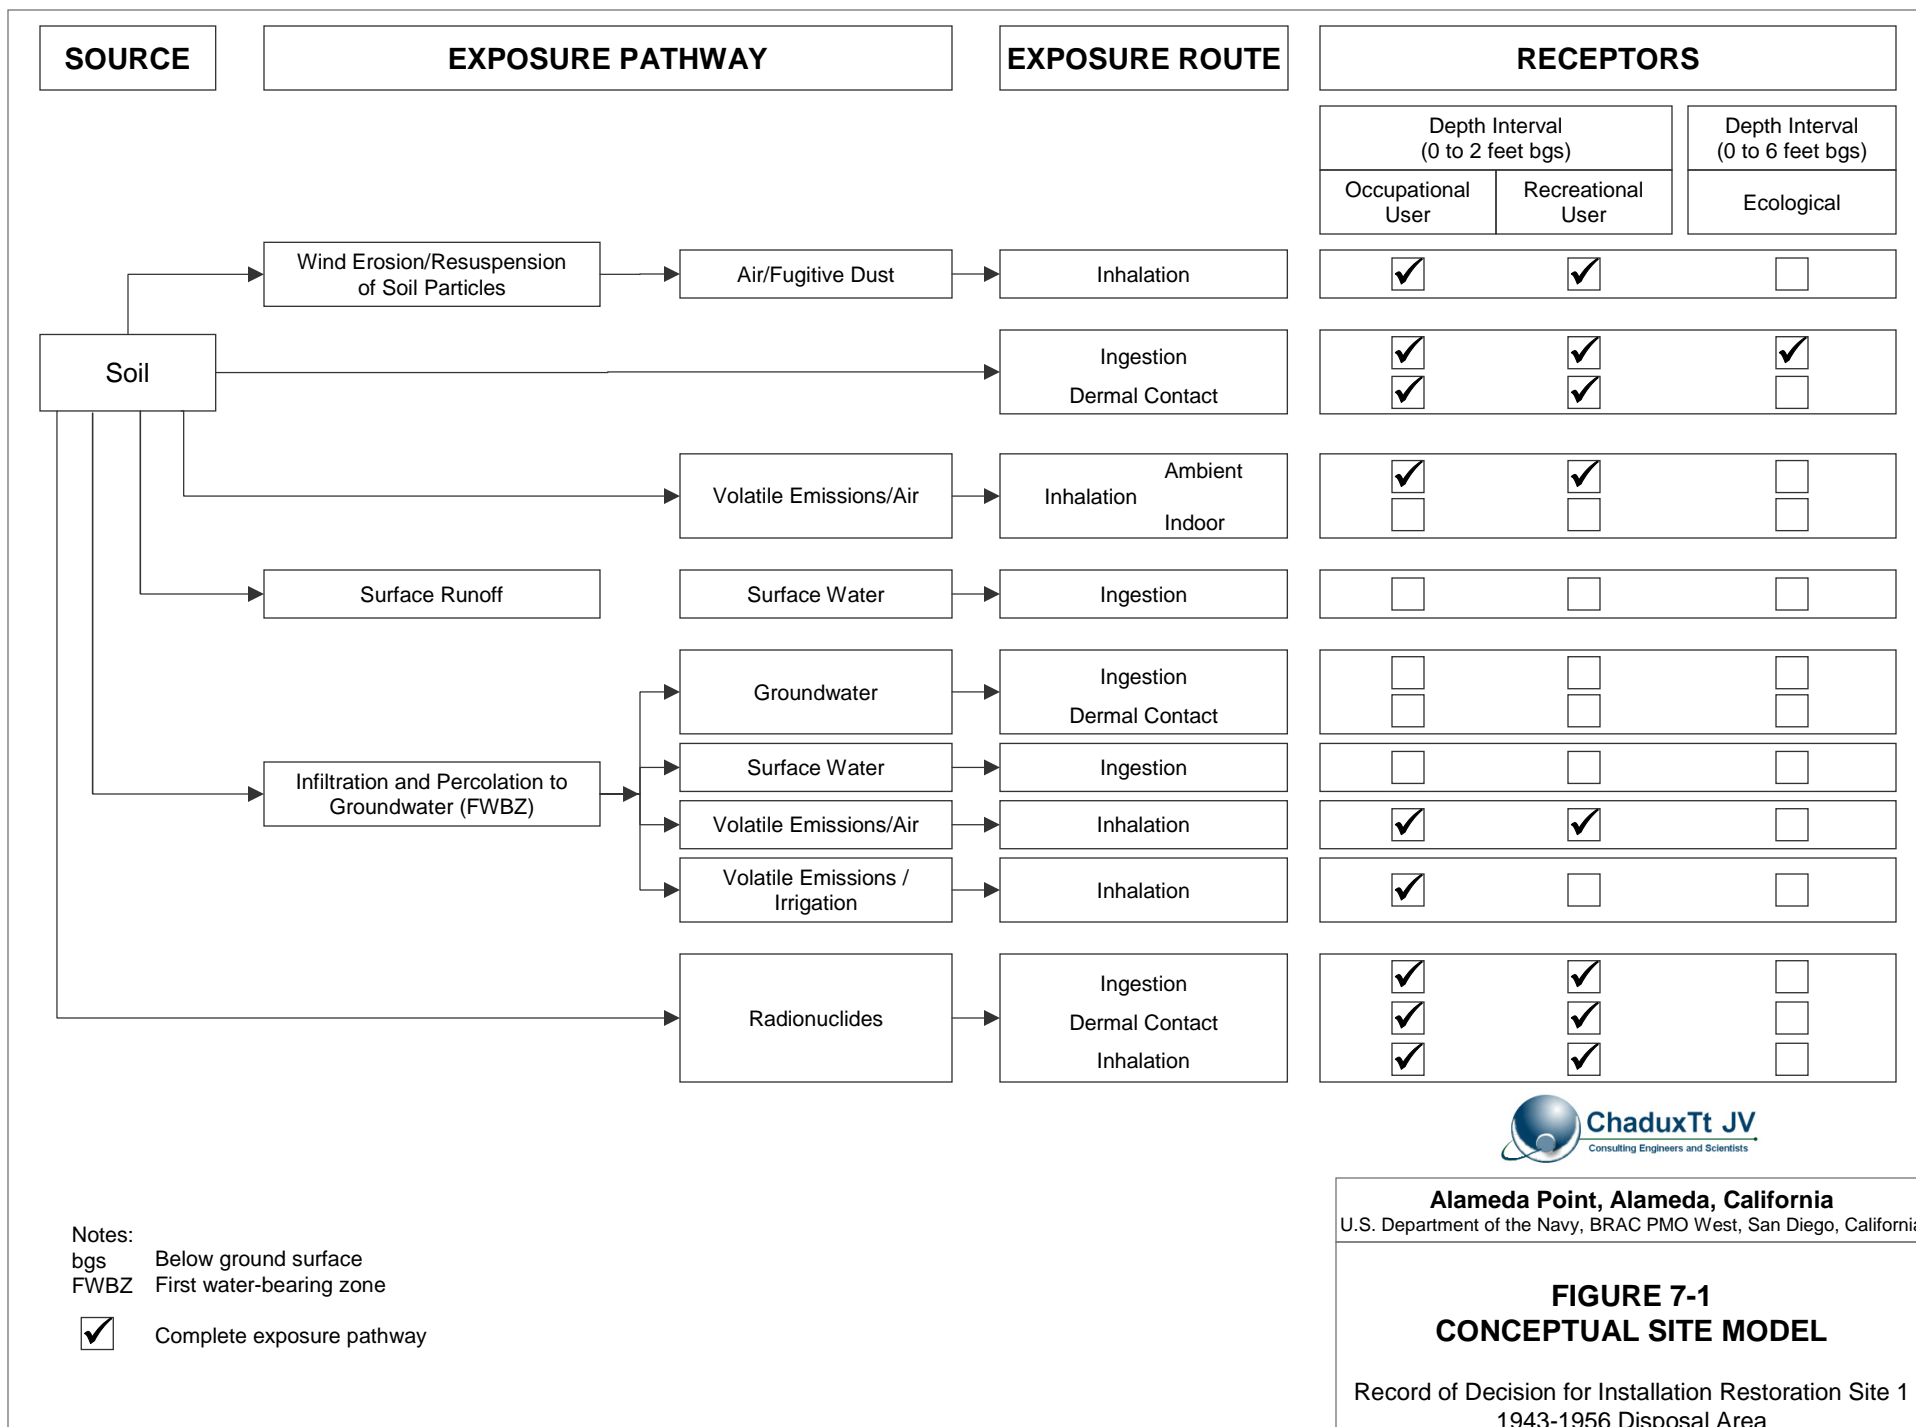 SOURCE
EXPOSURE PATHWAY
EXPOSURE ROUTE
RECEPTORS
Depth Interval
(0 to 2 feet bgs)
Depth Interval
(0 to 6 feet bgs)
Occupational
User
Recreational
User
Ecological
Wind Erosion/Resuspension
of Soil Particles
Air/Fugitive Dust
Inhalation
Soil
Ingestion
Dermal Contact
Volatile Emissions/Air
Inhalation
Ambient
Indoor
Surface Runoff
Surface Water
Ingestion
Groundwater
Ingestion
Dermal Contact
Infiltration and Percolation to
Groundwater (FWBZ)
Surface Water
Ingestion
Volatile Emissions/Air
Inhalation
Volatile Emissions /
Irrigation
Inhalation
Radionuclides
Ingestion
Dermal Contact
Inhalation
ChaduxTt JV
Consulting Engineers and Scientists
Alameda Point, Alameda, California
U.S. Department of the Navy, BRAC PMO West, San Diego, California
FIGURE 7-1
CONCEPTUAL SITE MODEL
Record of Decision for Installation Restoration Site 1
1943-1956 Disposal Area
Notes:
bgs Below ground surface
FWBZ First water-bearing zone
Complete exposure pathway